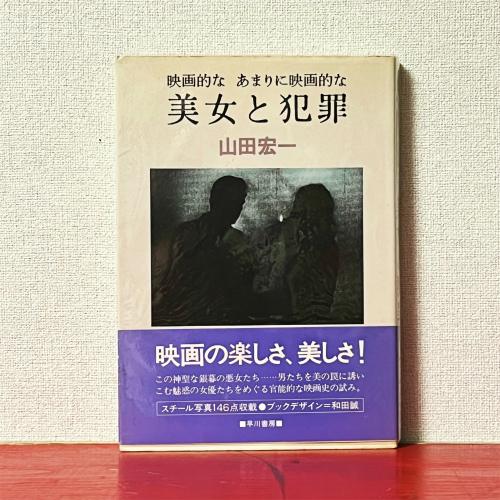 映画的な あまりに映画的な
美女と犯罪
山田宏一
映画の楽しさ、美しさ!
この神聖な銀幕の悪女たち……男たちを美の罠に誘い
こむ魅惑の女優たちをめぐる官能的な映画史の試み。
スチール写真146点収載●ブックデザイン=和田誠
■早川書房■